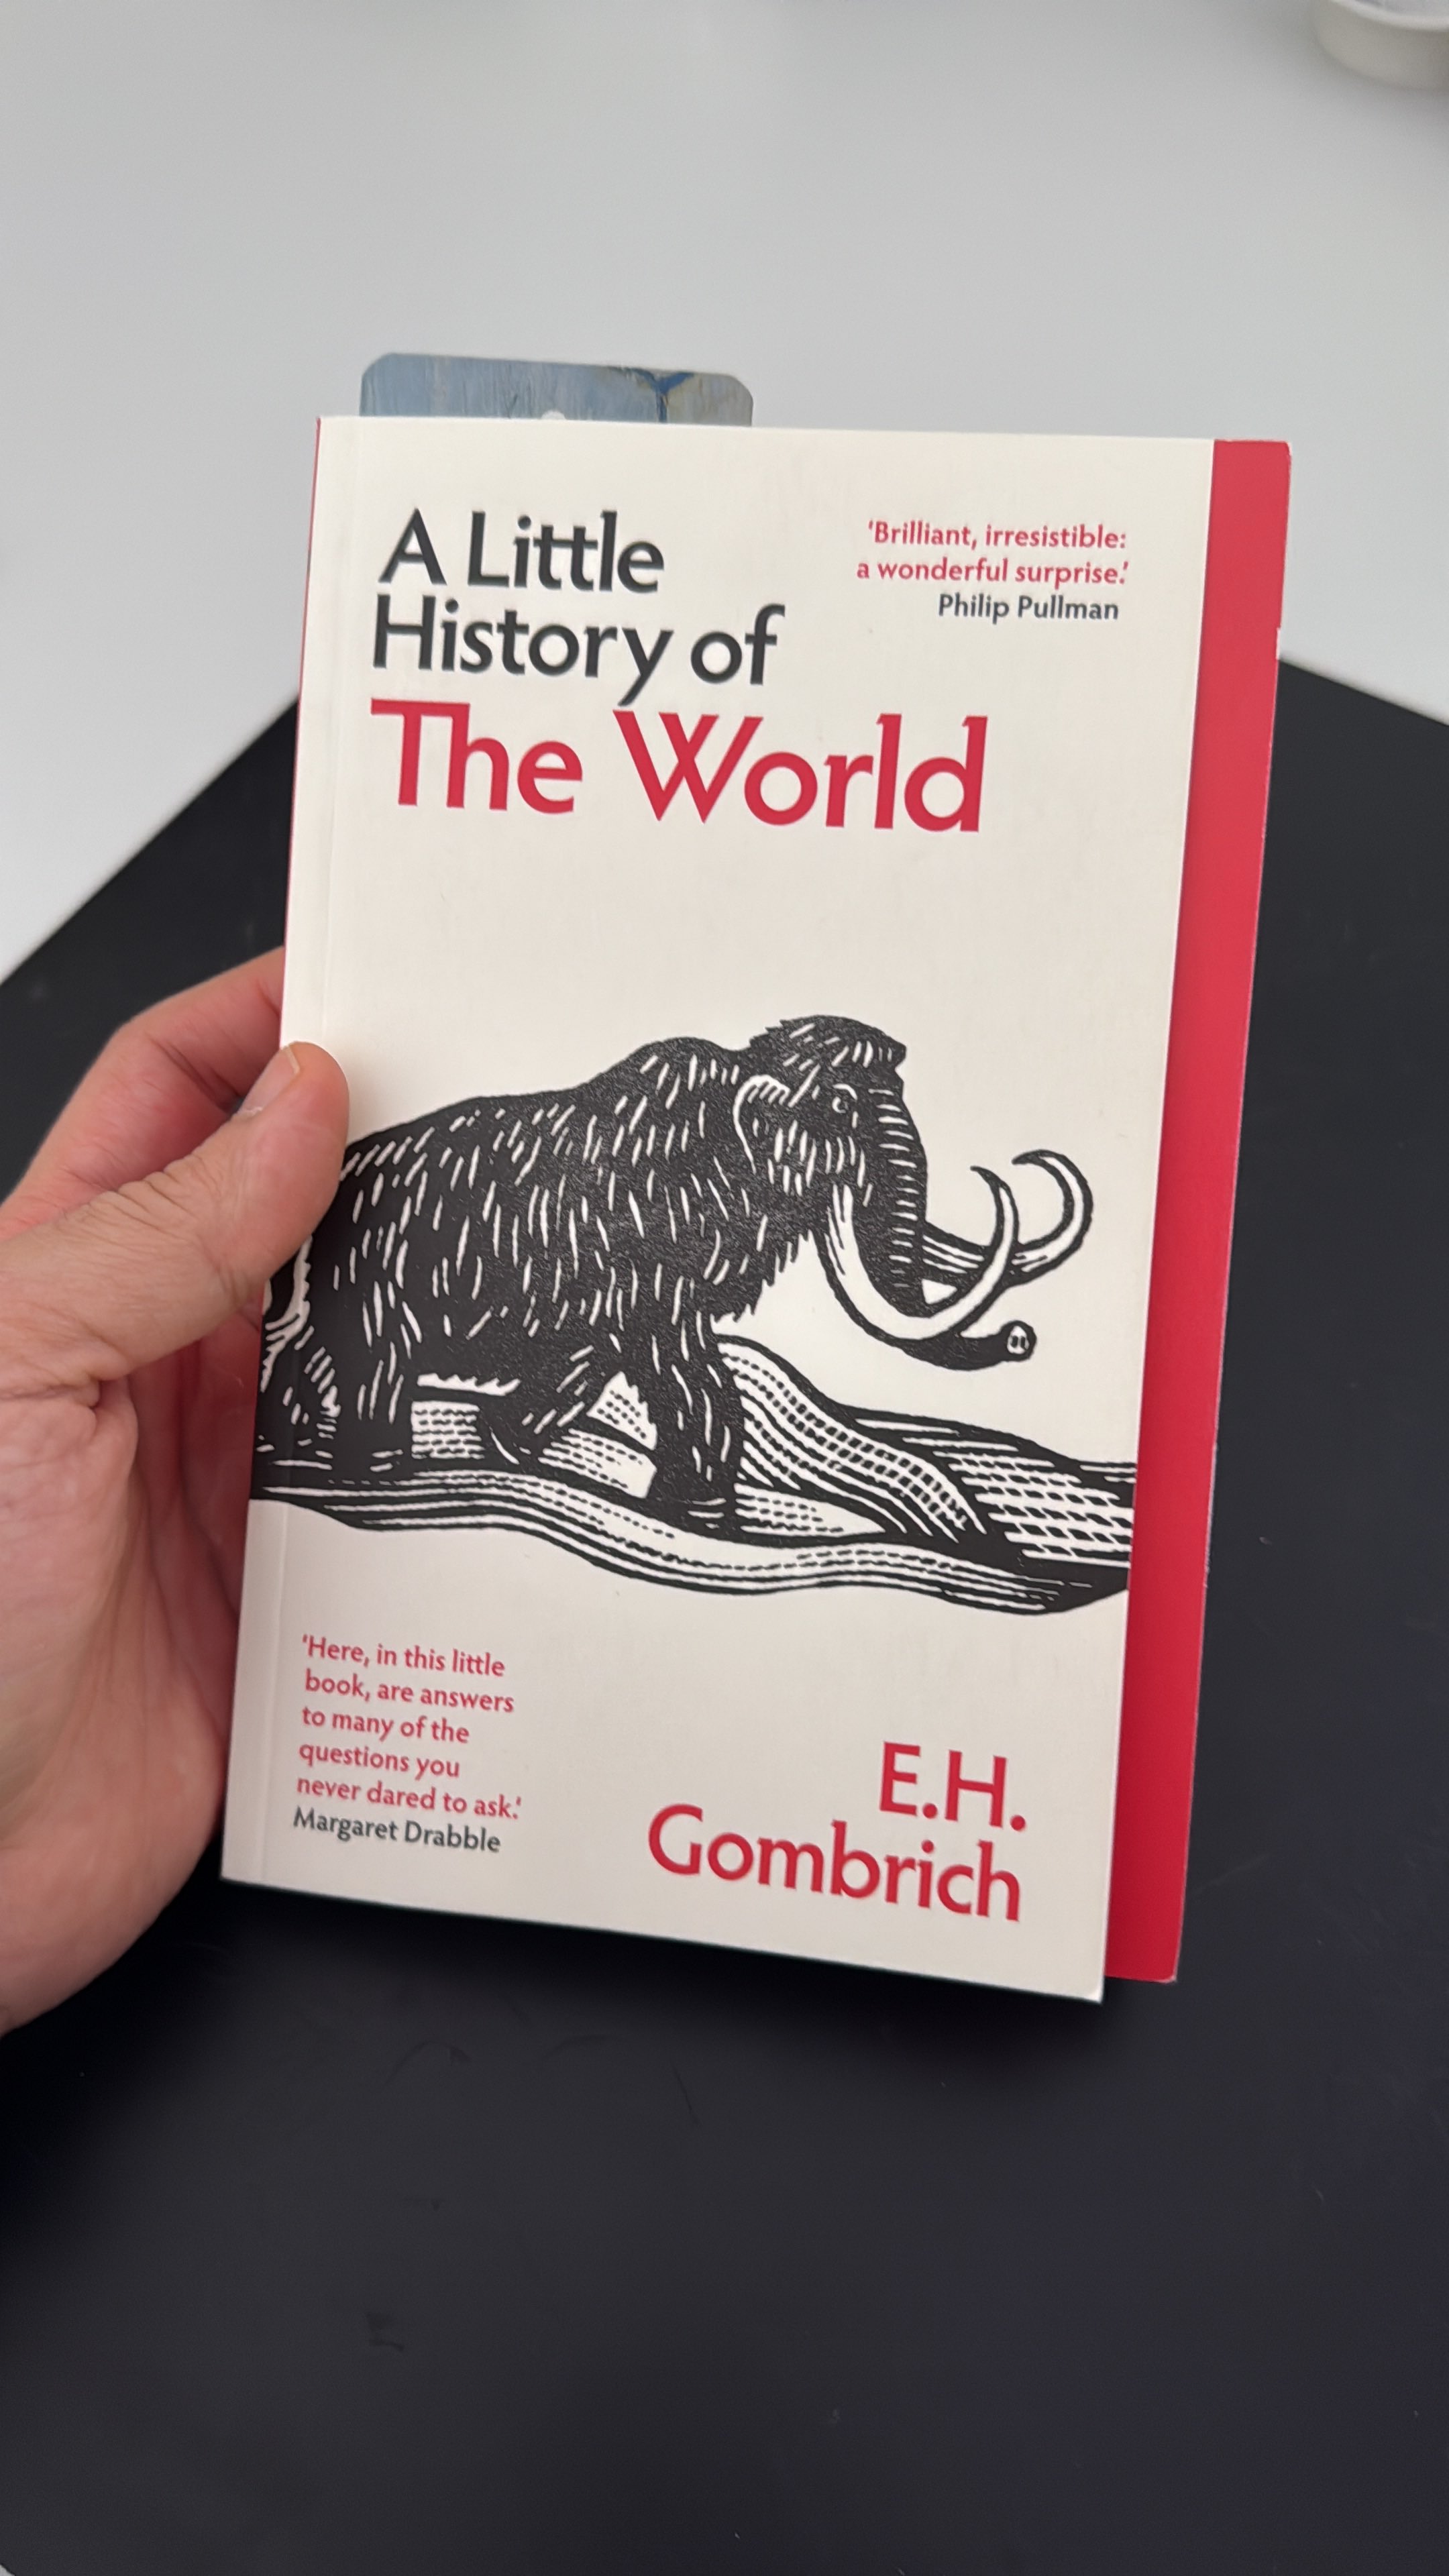 A Little
History of
The World
‘Brilliant, irresistible:
a wonderful surprise.’
Philip Pullman
‘Here, in this little
book, are answers
to many of the
questions you
never dared to ask.’
Margaret Drabble
E.H.
Gombrich